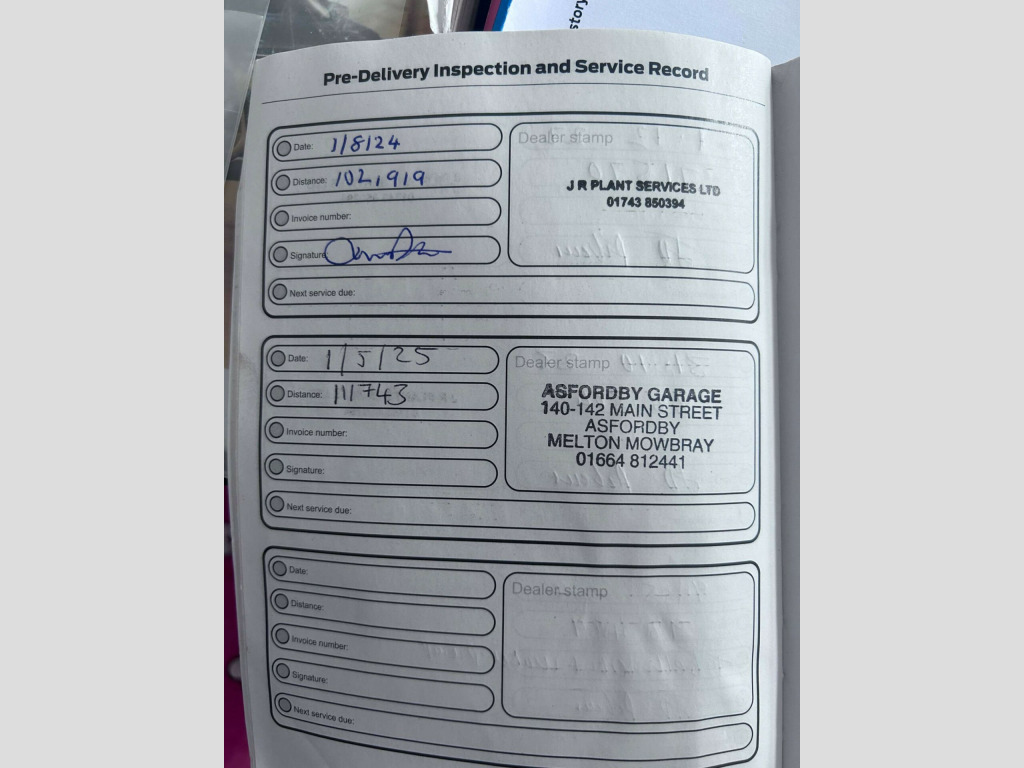 story
Pre-Delivery Inspection and Service Record
Date: 1/8/24
Distance: 102,919
Invoice number:
Signature:
Next service due:
Dealer stamp
J R PLANT SERVICES LTD
01743 850394
Date: 1/5/25
Distance: 111743
Invoice number:
Signature:
Next service due:
Dealer stamp
ASFORDBY GARAGE
140-142 MAIN STREET
ASFORDBY
MELTON MOWBRAY
01664 812441
Date:
Distance:
Invoice number:
Signature:
Next service due:
Dealer stamp